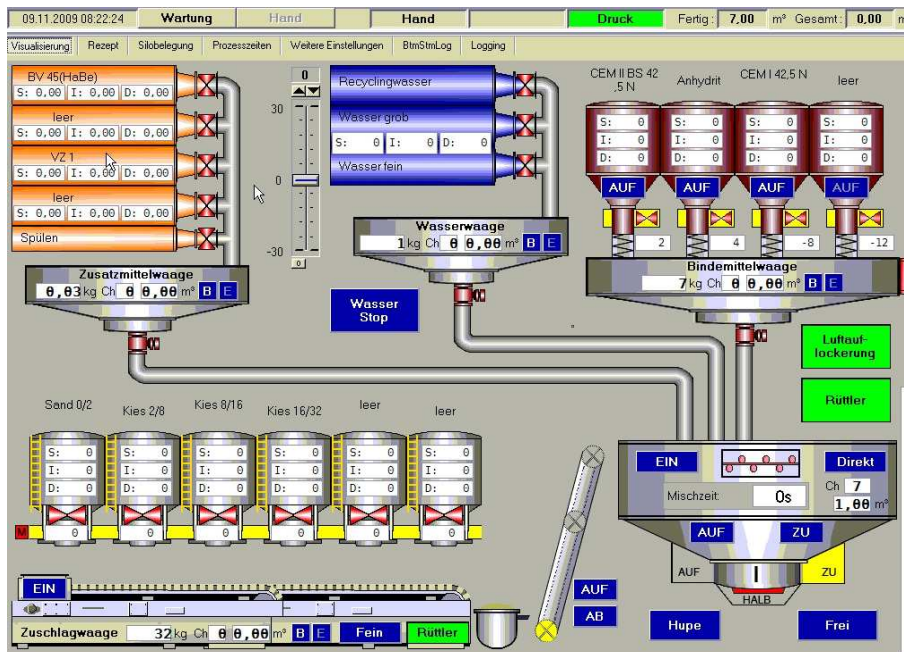 09.11.2009 08:22:24 Wartung Hand Hand Druck Fertig: 7,00 m³ Gesamt: 0,00 m
Visualisierung Rezept Silobelegung Prozesszeiten Weitere Einstellungen BtmStmLog Logging
BV 45(HaBe)
S: 0,00 I: 0,00 D: 0,00
leer
S: 0,00 I: 0,00 D: 0,00
VZ 1
S: 0,00 I: 0,00 D: 0,00
leer
S: 0,00 I: 0,00 D: 0,00
Spülen
Zusatzmittelwaage
0,03 kg Ch 0 0,00 m³ B E
0
30
0
-30
0
Recyclingwasser
Wasser grob
S: 0 I: 0 D: 0
Wasser fein
Wasserwaage
1 kg Ch 0 0,00 m³ B E
Wasser
Stop
CEM II BS 42
,5 N
Anhydrit
CEM I 42,5 N
leer
S: 0 S: 0 S: 0 S: 0
I: 0 I: 0 I: 0 I: 0
D: 0 D: 0 D: 0 D: 0
AUF AUF AUF AUF
2 4 -8 -12
Bindemittelwaage
7 kg Ch 0 0,00 m³ B E
Luftauf-
lockerung
Rüttler
Sand 0/2 Kies 2/8 Kies 8/16 Kies 16/32 leer leer
S: 0 S: 0 S: 0 S: 0 S: 0 S: 0
I: 0 I: 0 I: 0 I: 0 I: 0 I: 0
D: 0 D: 0 D: 0 D: 0 D: 0 D: 0
M 0 0 0 0 0 0
EIN
Zuschlagwaage 32 kg Ch 0 0,00 m³ B E Fein Rüttler
AUF
AB
EIN Direkt
Mischzeit: 0s
Ch 7
1,00 m³
AUF ZU
AUF ZU
HALB
Hupe Frei